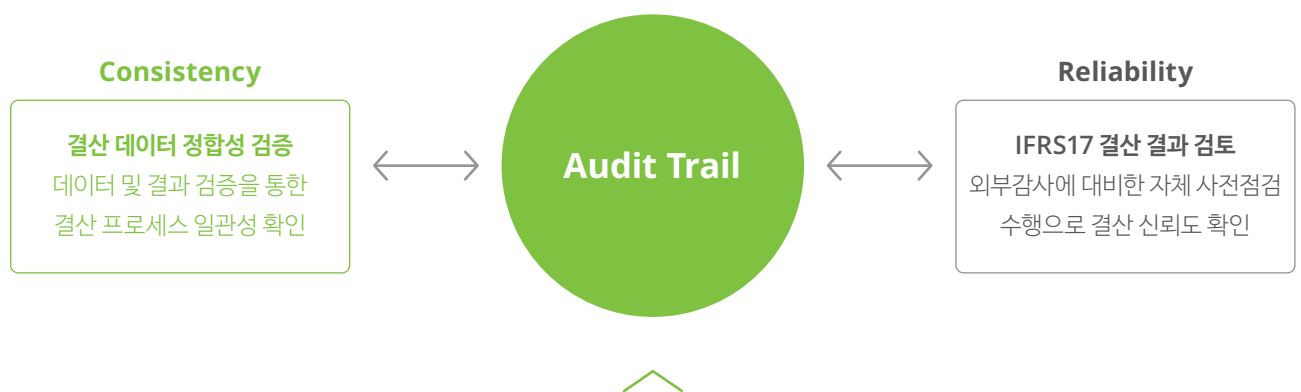 Consistency
결산 데이터 정합성 검증
데이터 및 결과 검증을 통한
결산 프로세스 일관성 확인
Audit Trail
Reliability
IFRS17 결산 결과 검토
외부감사에 대비한 자체 사전점검
수행으로 결산 신뢰도 확인